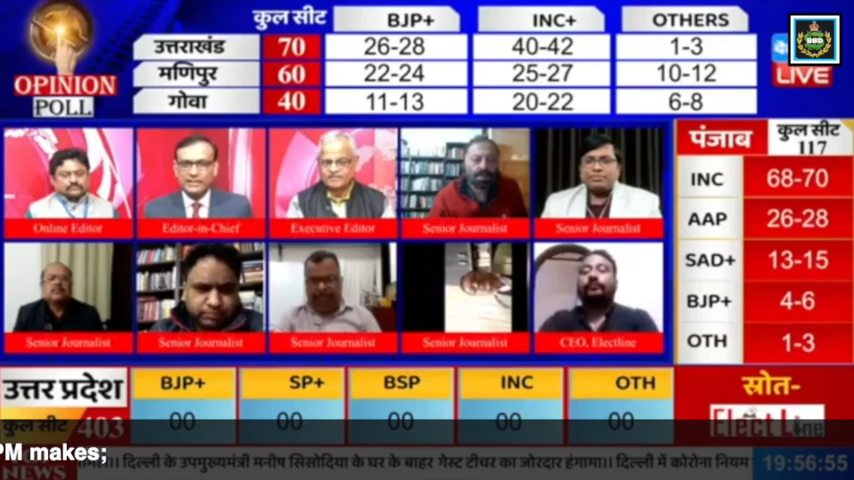 कुल सीट BJP+ INC+ OTHERS
उत्तराखंड 70 26-28 40-42 1-3
मणिपुर 60 22-24 25-27 10-12
गोवा 40 11-13 20-22 6-8
OPINION
POLL
LIVE
पंजाब कुल सीट
117
INC 68-70
AAP 26-28
SAD+ 13-15
BJP+ 4-6
OTH 1-3
Online Editor Editor-in-Chief Executive Editor Senior Journalist Senior Journalist
Senior Journalist Senior Journalist Senior Journalist Senior Journalist CEO, Electline
उत्तर प्रदेश BJP+ SP+ BSP INC OTH
कुल सीट 403 00 00 00 00 00
स्रोत-
Elect Line
PM makes;
NEWS
दिल्ली के उपमुख्यमंत्री मनीष सिसोदिया के घर के बाहर गेस्ट टीचर का जोरदार हंगामा।। दिल्ली में कोरोना नियम
19:56:55